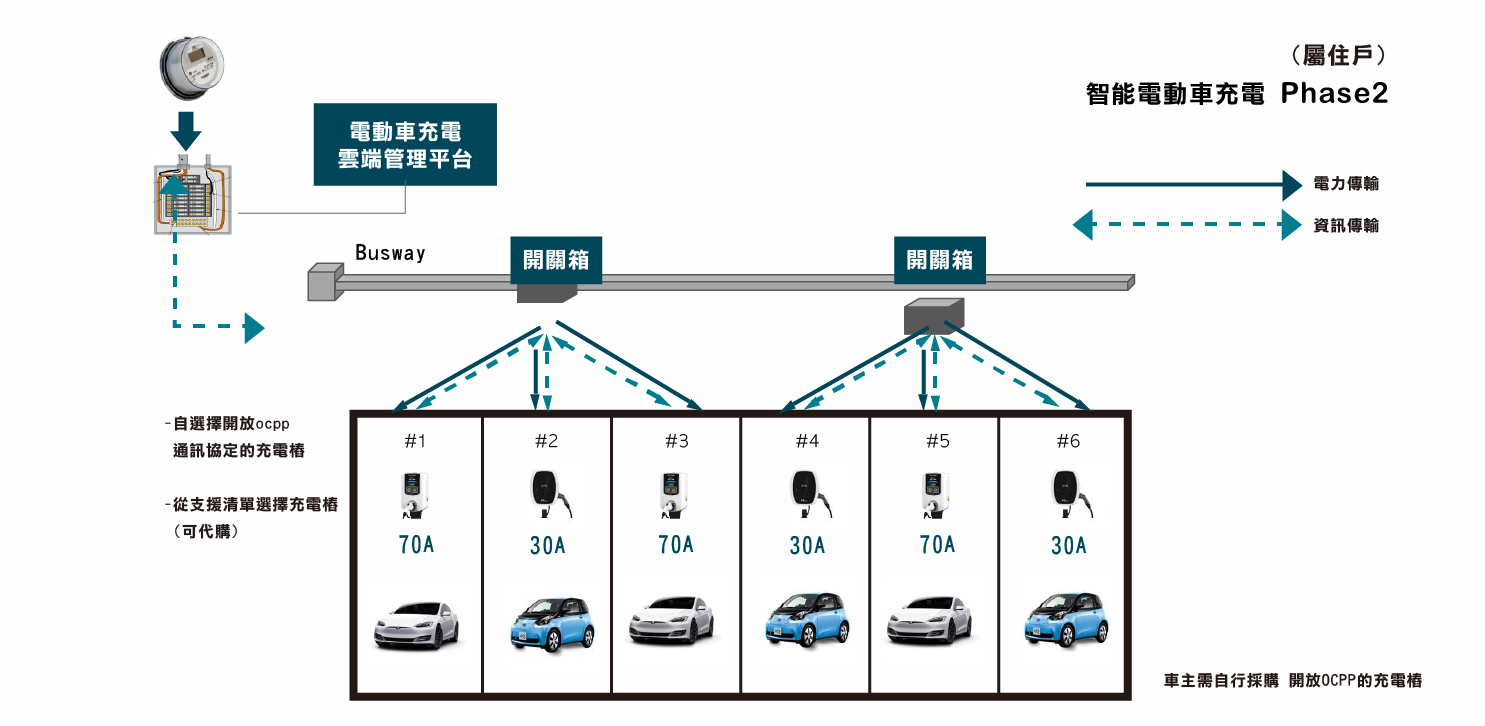 （屬住戶）
智能電動車充電 Phase2
電動車充電
雲端管理平台
電力傳輸
資訊傳輸
Busway
開關箱
開關箱
-自選擇開放ocpp
通訊協定的充電樁
-從支援清單選擇充電樁
（可代購）
#1
#2
#3
#4
#5
#6
70A
30A
70A
30A
70A
30A
車主需自行採購 開放OCPP的充電樁